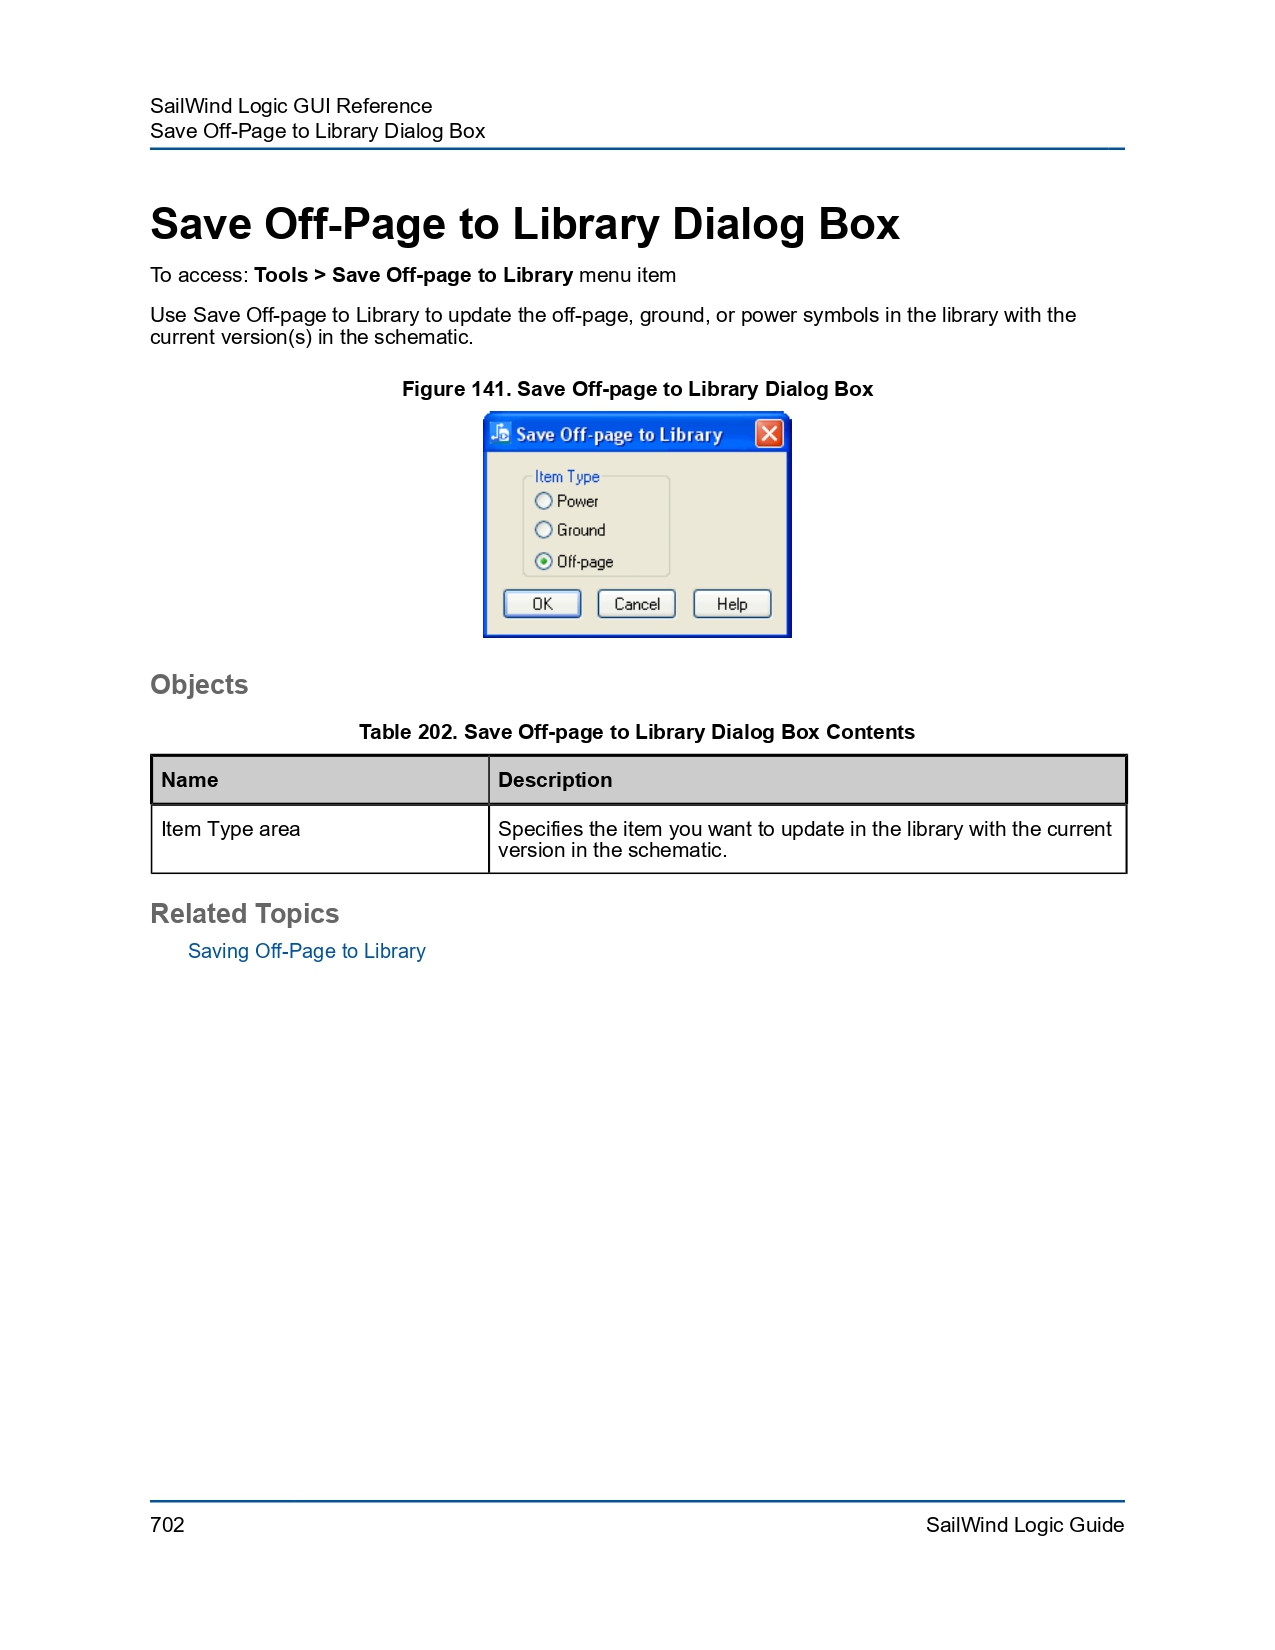 SailWind Logic GUI Reference
Save Off-Page to Library Dialog Box
Save Off-Page to Library Dialog Box
To access: Tools > Save Off-page to Library menu item
Use Save Off-page to Library to update the off-page, ground, or power symbols in the library with the
current version(s) in the schematic.
Figure 141. Save Off-page to Library Dialog Box
Save Off-page to Library
Item Type
Power
Ground
Off-page
OK Cancel Help
Objects
Table 202. Save Off-page to Library Dialog Box Contents
Name Description
Item Type area Specifies the item you want to update in the library with the current
version in the schematic.
Related Topics
Saving Off-Page to Library
702 SailWind Logic Guide